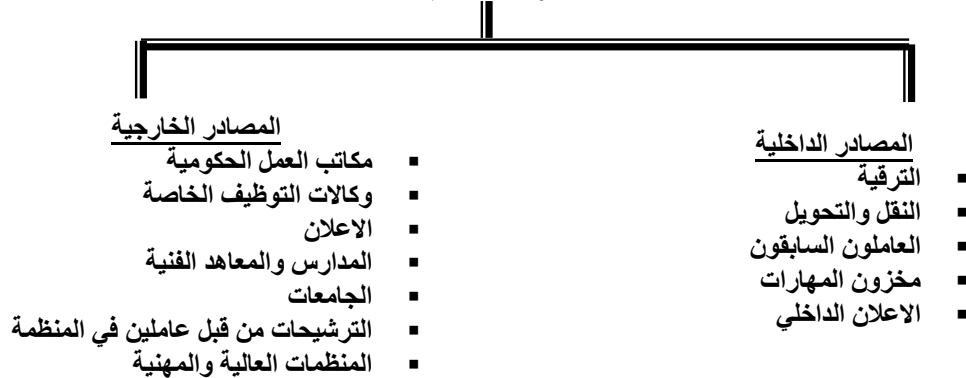 المصادر الداخلية
▪ الترقية
▪ النقل والتحويل
▪ العاملون السابقون
▪ مخزون المهارات
▪ الاعلان الداخلي
المصادر الخارجية
▪ مكاتب العمل الحكومية
▪ وكالات التوظيف الخاصة
▪ الاعلان
▪ المدارس والمعاهد الفنية
▪ الجامعات
▪ الترشيحات من قبل عاملين في المنظمة
▪ المنظمات العالية والمهنية